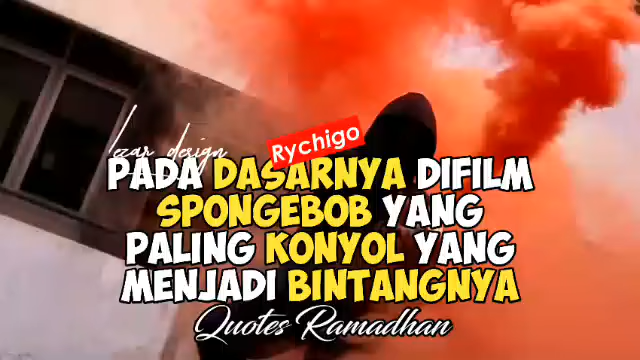 lezar design
Rychigo
PADA DASARNYA DIFILM
SPONGEBOB YANG
PALING KONYOL YANG
MENJADI BINTANGNYA
Quotes Ramadhan